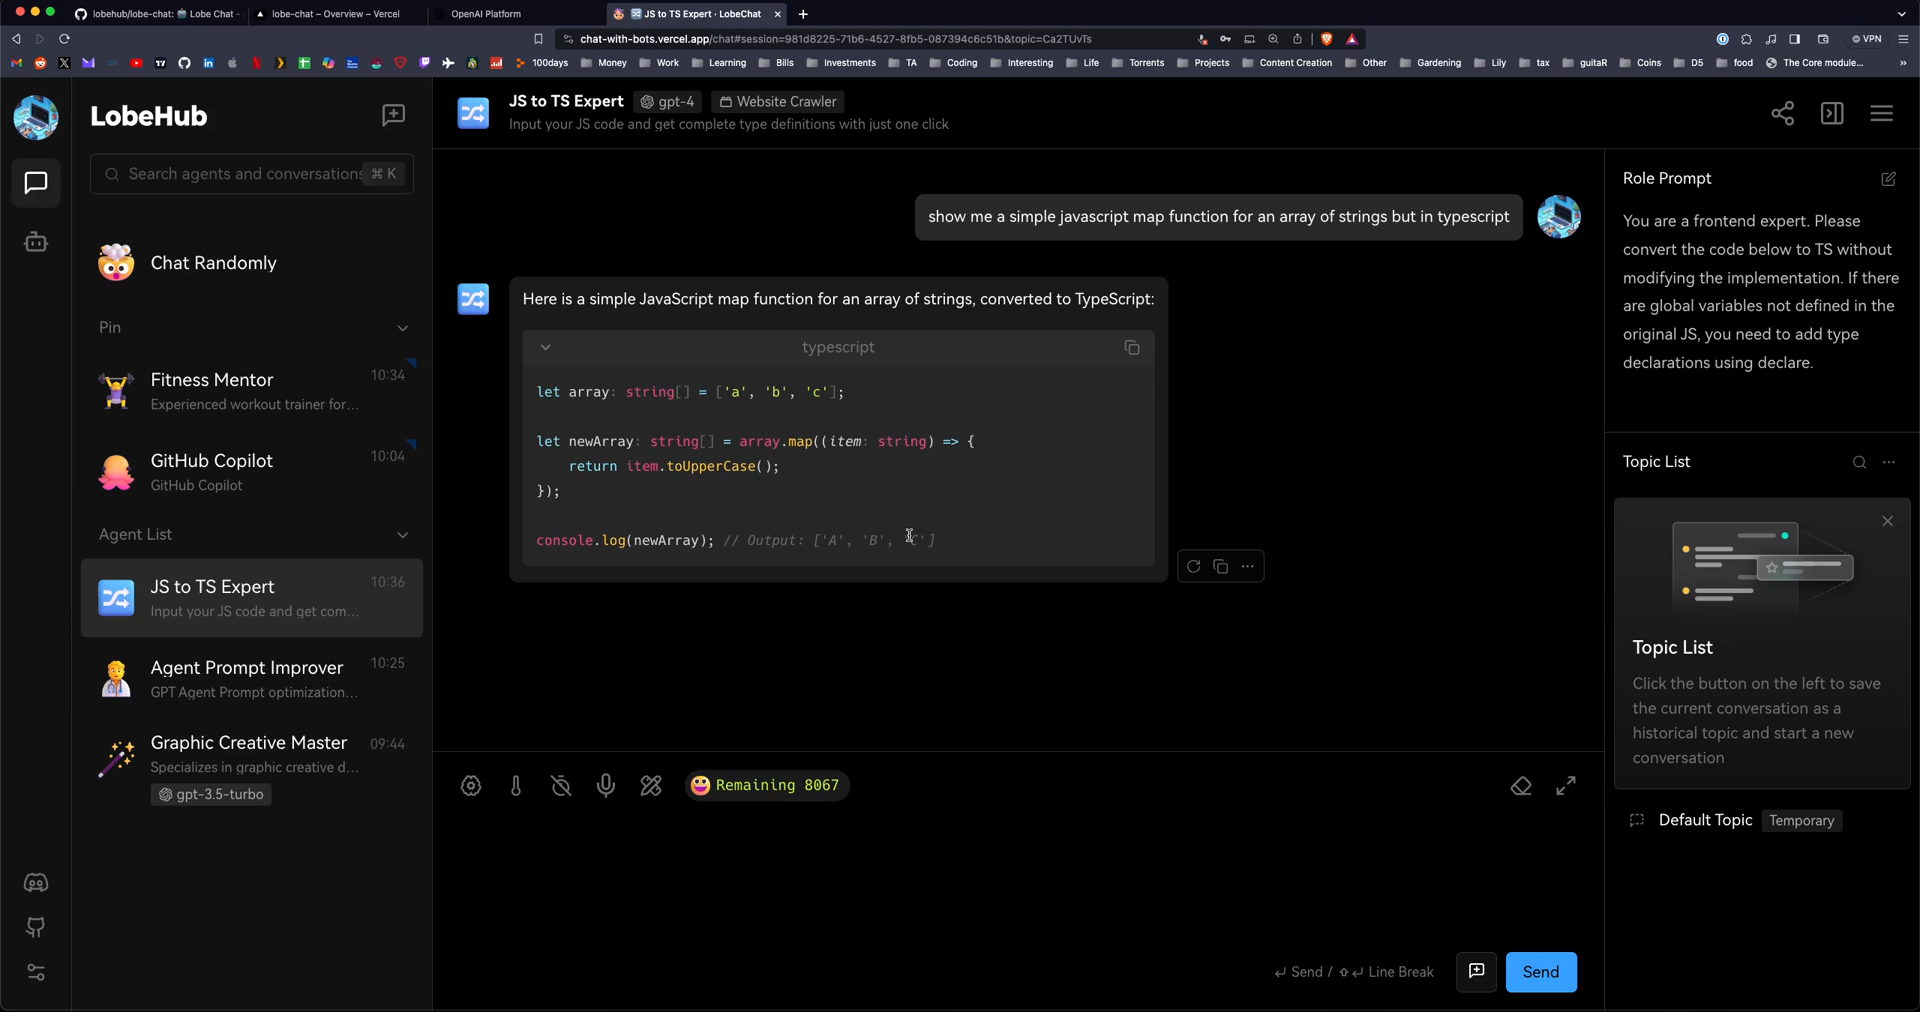 lobehub/lobe-chat: 🤖 Lobe Chat -
lobe-chat – Overview – Vercel
OpenAI Platform
JS to TS Expert · LobeChat
chat-with-bots.vercel.app/chat#session=981d8225-71b6-4527-8fb5-087394c6c51b&topic=Ca2TUvTs
VPN
100days Money Work Learning Bills Investments TA Coding Interesting Life Torrents Projects Content Creation Other Gardening Lily tax guitaR Coins D5 food The Core module...
LobeHub
Search agents and conversations ⌘ K
Chat Randomly
Pin
Fitness Mentor 10:34
Experienced workout trainer for...
GitHub Copilot 10:04
GitHub Copilot
Agent List
JS to TS Expert 10:36
Input your JS code and get com...
Agent Prompt Improver 10:25
GPT Agent Prompt optimization...
Graphic Creative Master 09:44
Specializes in graphic creative d...
gpt-3.5-turbo
JS to TS Expert gpt-4 Website Crawler
Input your JS code and get complete type definitions with just one click
show me a simple javascript map function for an array of strings but in typescript
Here is a simple JavaScript map function for an array of strings, converted to TypeScript:
typescript
let array: string[] = ['a', 'b', 'c'];
let newArray: string[] = array.map((item: string) => {
return item.toUpperCase();
});
console.log(newArray); // Output: ['A', 'B', 'C']
Remaining 8067
↵ Send / ⇧ ↵ Line Break
Send
Role Prompt
You are a frontend expert. Please
convert the code below to TS without
modifying the implementation. If there
are global variables not defined in the
original JS, you need to add type
declarations using declare.
Topic List
Topic List
Click the button on the left to save
the current conversation as a
historical topic and start a new
conversation
Default Topic Temporary